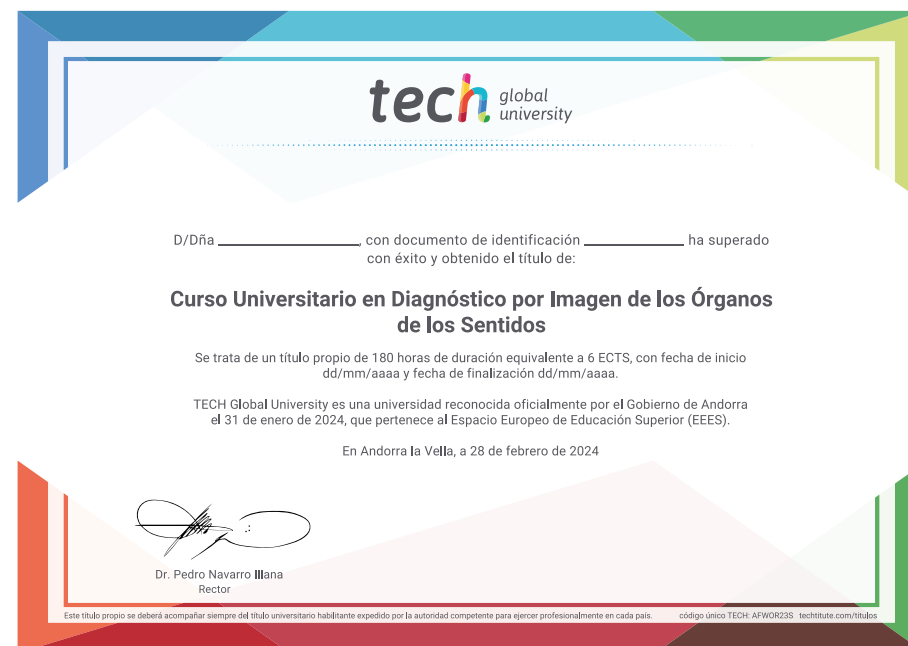 tech global
university
D/Dña ____________________, con documento de identificación ______________ ha superado
con éxito y obtenido el título de:
Curso Universitario en Diagnóstico por Imagen de los Órganos
de los Sentidos
Se trata de un título propio de 180 horas de duración equivalente a 6 ECTS, con fecha de inicio
dd/mm/aaaa y fecha de finalización dd/mm/aaaa.
TECH Global University es una universidad reconocida oficialmente por el Gobierno de Andorra
el 31 de enero de 2024, que pertenece al Espacio Europeo de Educación Superior (EEES).
En Andorra la Vella, a 28 de febrero de 2024
Dr. Pedro Navarro Illana
Rector
Este título propio se deberá acompañar siempre del título universitario habilitante expedido por la autoridad competente para ejercer profesionalmente en cada país. código único TECH: AFWOR23S techtitute.com/titulos